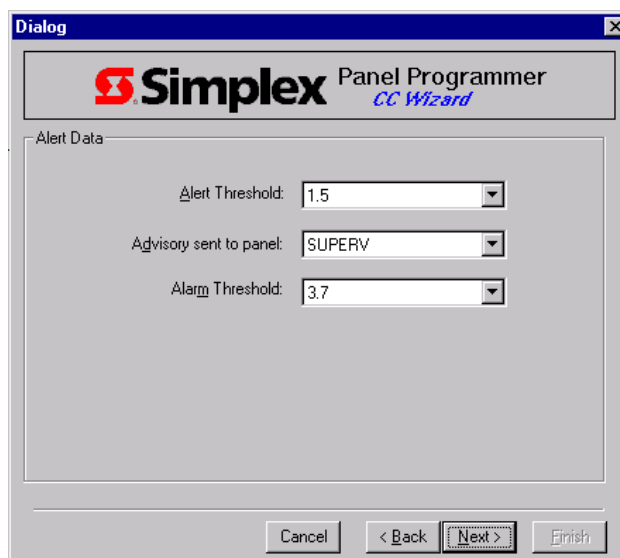 Dialog
Simplex Panel Programmer
CC Wizard
Alert Data
Alert Threshold: 1.5
Advisory sent to panel: SUPERV
Alarm Threshold: 3.7
Cancel < Back Next > Finish